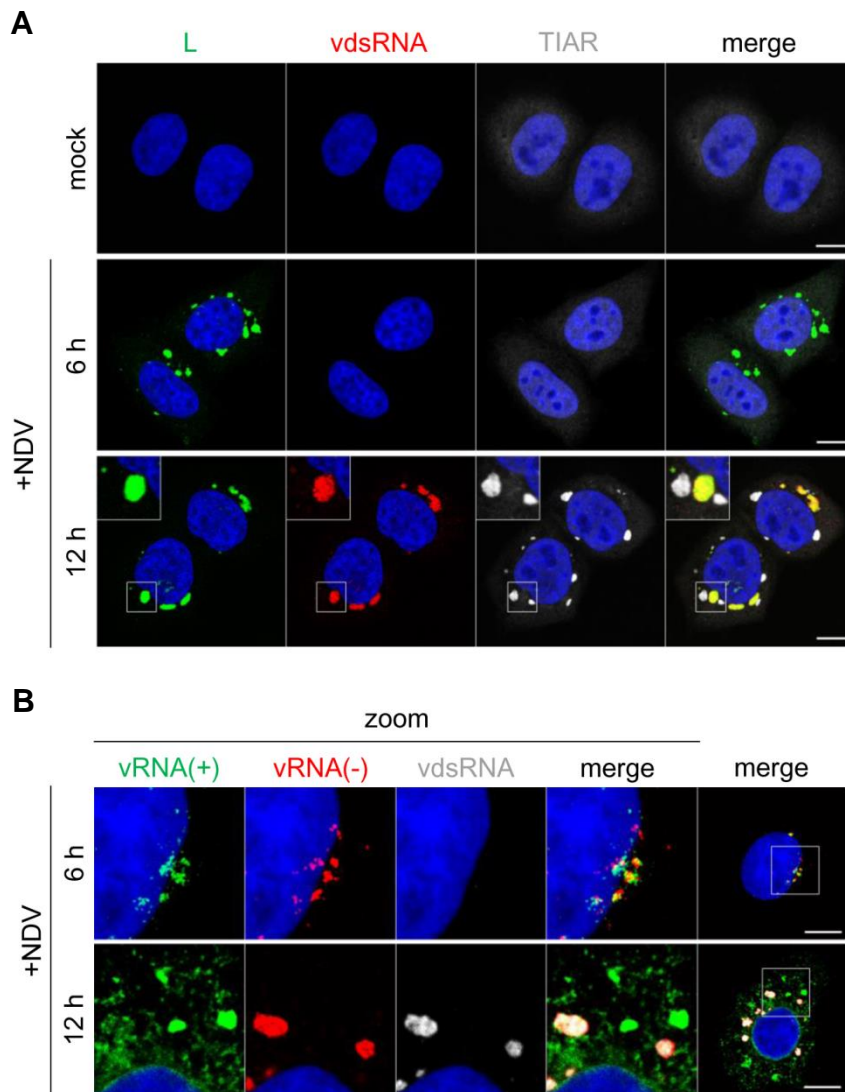 A
L vdsRNA TIAR merge
mock
+NDV
6 h
12 h
B
zoom
vRNA(+) vRNA(-) vdsRNA merge merge
+NDV
6 h
12 h